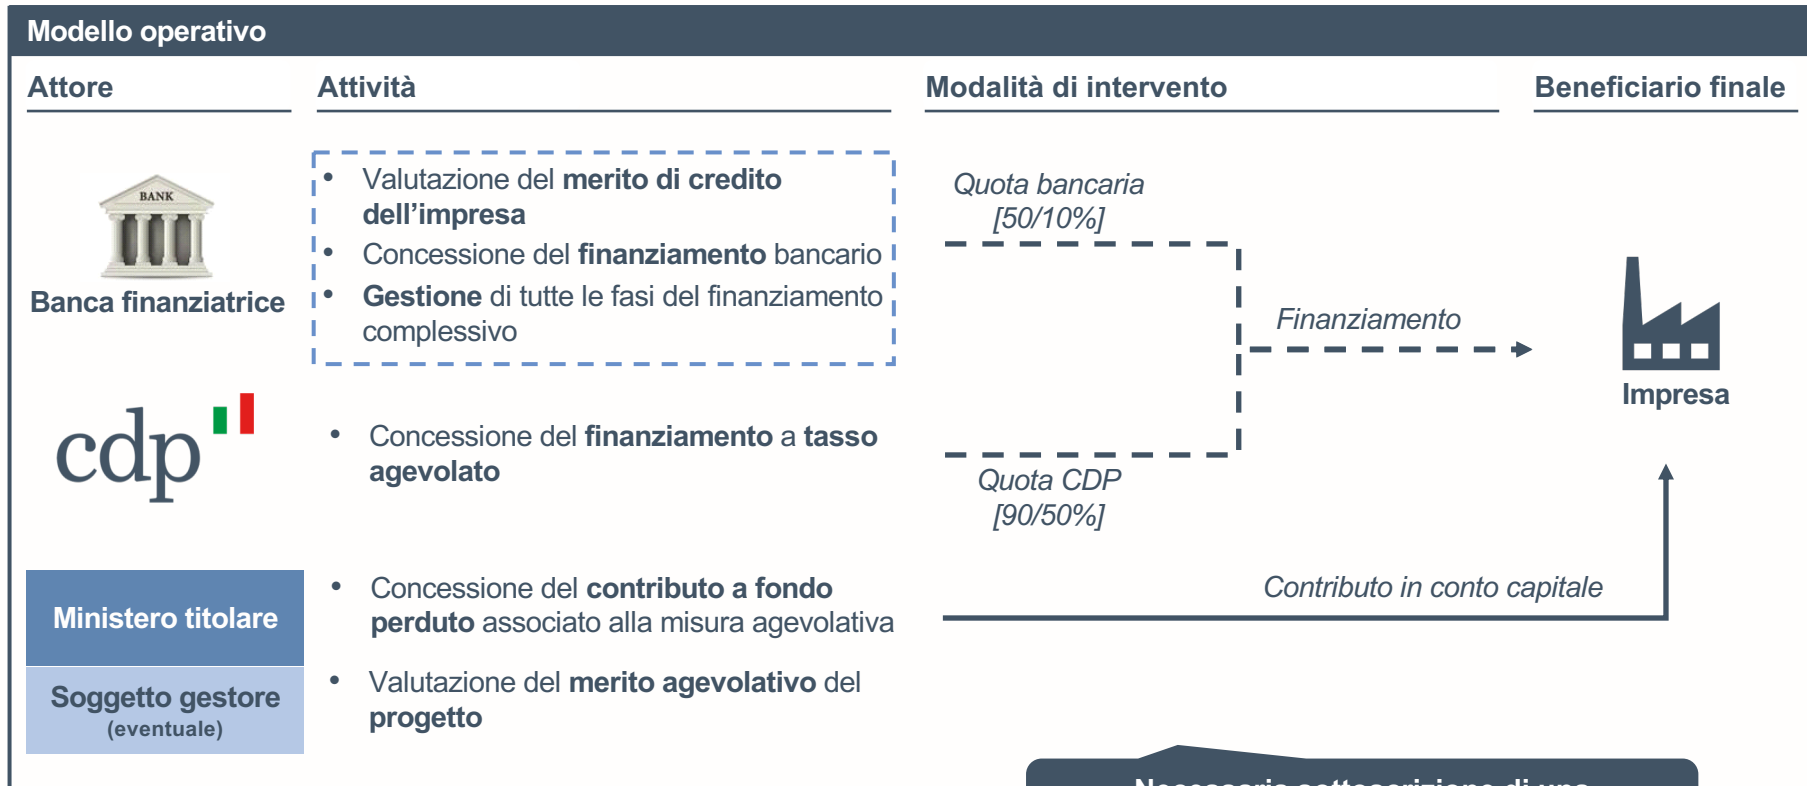 Modello operativo
Attore
Attività
Modalità di intervento
Beneficiario finale
BANK
Banca finanziatrice
• Valutazione del merito di credito
dell'impresa
• Concessione del finanziamento bancario
• Gestione di tutte le fasi del finanziamento
complessivo
Quota bancaria
[50/10%]
Finanziamento
Impresa
cdp
• Concessione del finanziamento a tasso
agevolato
Quota CDP
[90/50%]
Ministero titolare
• Concessione del contributo a fondo
perduto associato alla misura agevolativa
Contributo in conto capitale
Soggetto gestore
(eventuale)
• Valutazione del merito agevolativo del
progetto